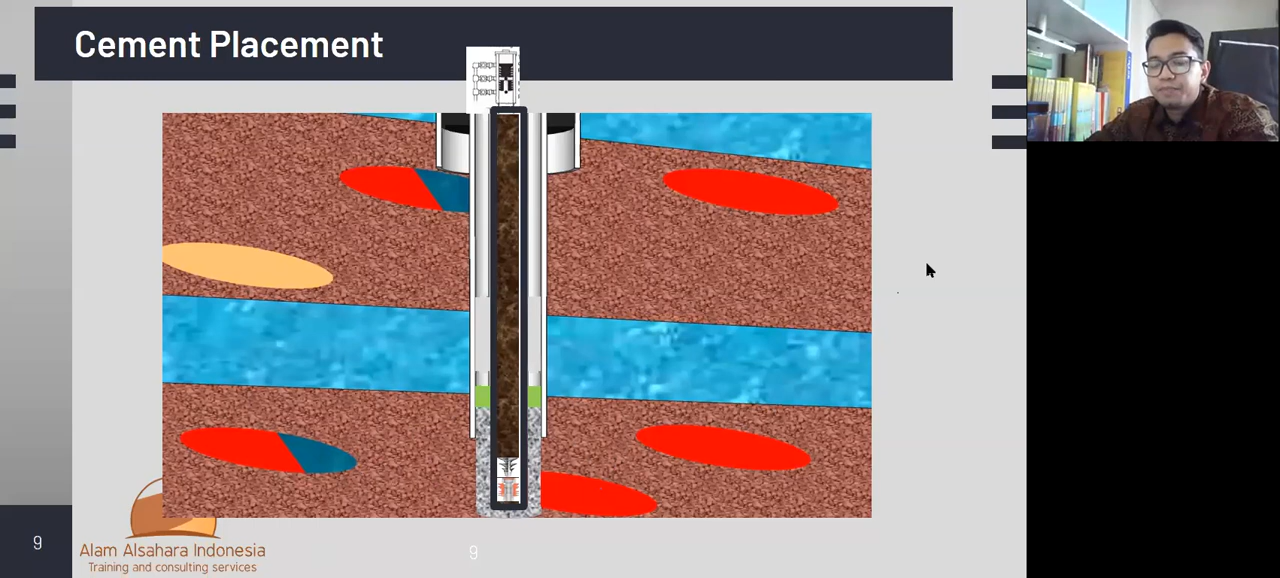 Cement Placement
9
Alam Alsahara Indonesia
Training and consulting services
9